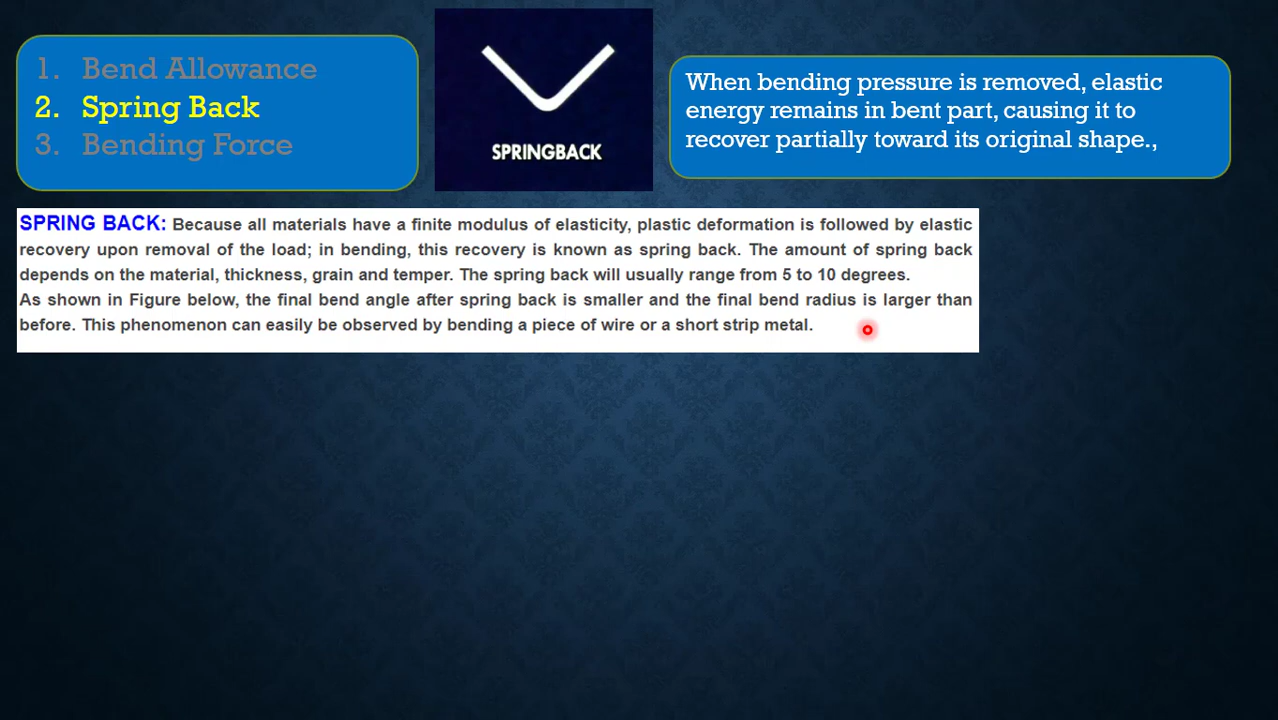 1. Bend Allowance
2. Spring Back
3. Bending Force
SPRINGBACK
When bending pressure is removed, elastic
energy remains in bent part, causing it to
recover partially toward its original shape.,
SPRING BACK: Because all materials have a finite modulus of elasticity, plastic deformation is followed by elastic
recovery upon removal of the load; in bending, this recovery is known as spring back. The amount of spring back
depends on the material, thickness, grain and temper. The spring back will usually range from 5 to 10 degrees.
As shown in Figure below, the final bend angle after spring back is smaller and the final bend radius is larger than
before. This phenomenon can easily be observed by bending a piece of wire or a short strip metal.